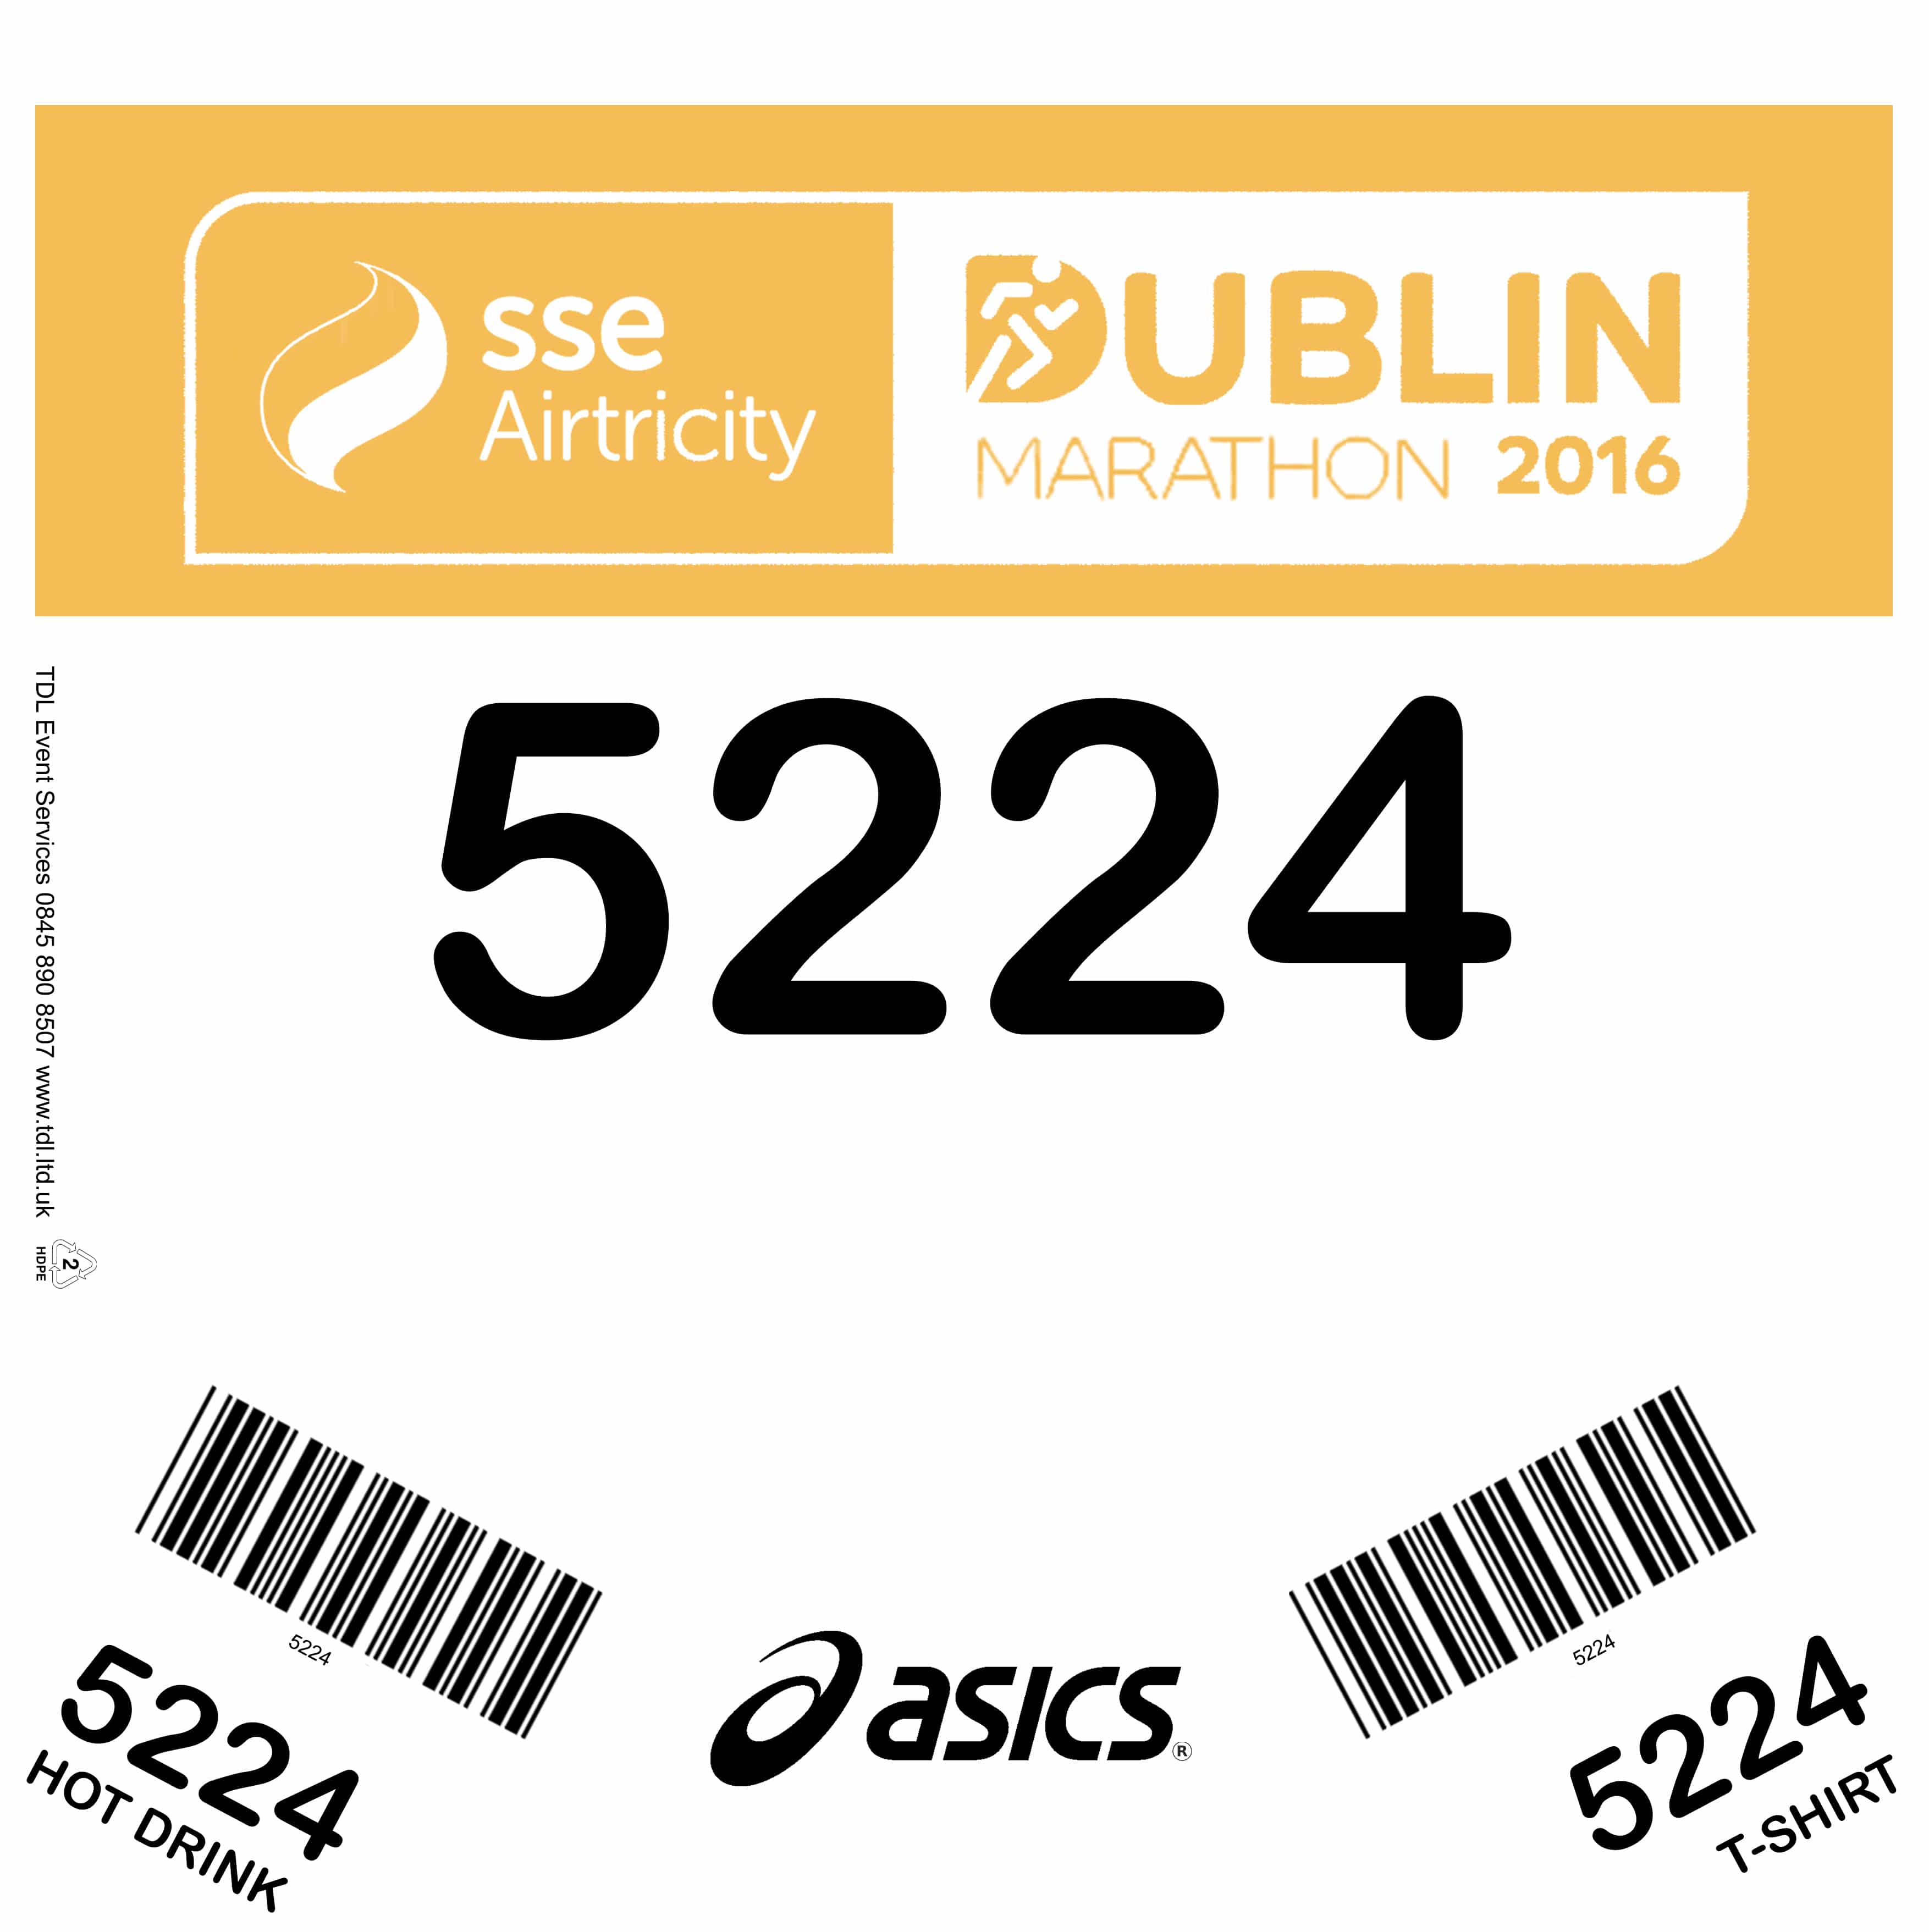 sse
Airtricity
DUBLIN
MARATHON 2016
TDL Event Services 0845 890 8507 www.tdl.ltd.uk
2
HDPE
5224
5224
5224
HOT DRINK
asics®
5224
5224
T-SHIRT